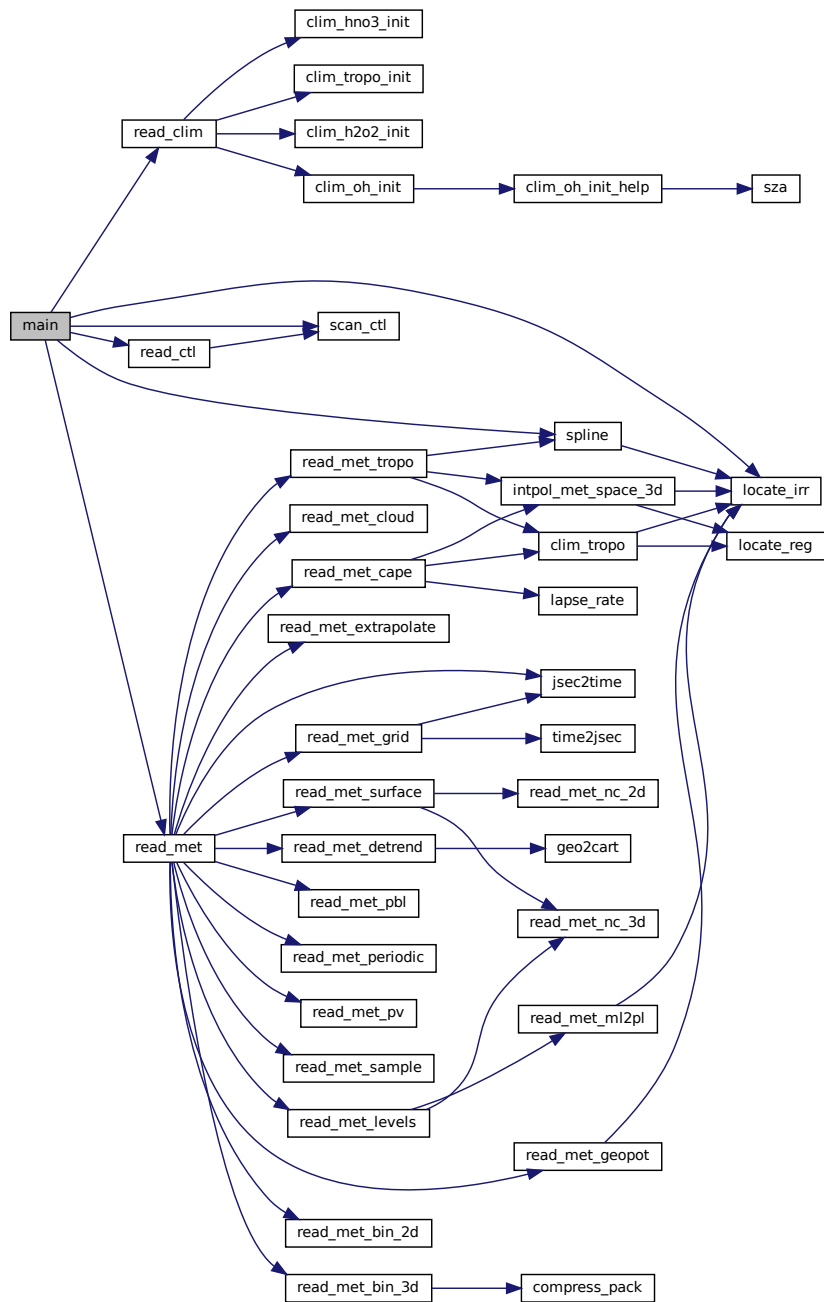 clim_hno3_init
clim_tropo_init
read_clim
clim_h2o2_init
clim_oh_init
clim_oh_init_help
sza
main
scan_ctl
read_ctl
spline
read_met_tropo
intpol_met_space_3d
locate_irr
read_met_cloud
clim_tropo
locate_reg
read_met_cape
lapse_rate
read_met_extrapolate
jsec2time
read_met_grid
time2jsec
read_met_surface
read_met_nc_2d
read_met
read_met_detrend
geo2cart
read_met_pbl
read_met_nc_3d
read_met_periodic
read_met_pv
read_met_ml2pl
read_met_sample
read_met_levels
read_met_geopot
read_met_bin_2d
read_met_bin_3d
compress_pack